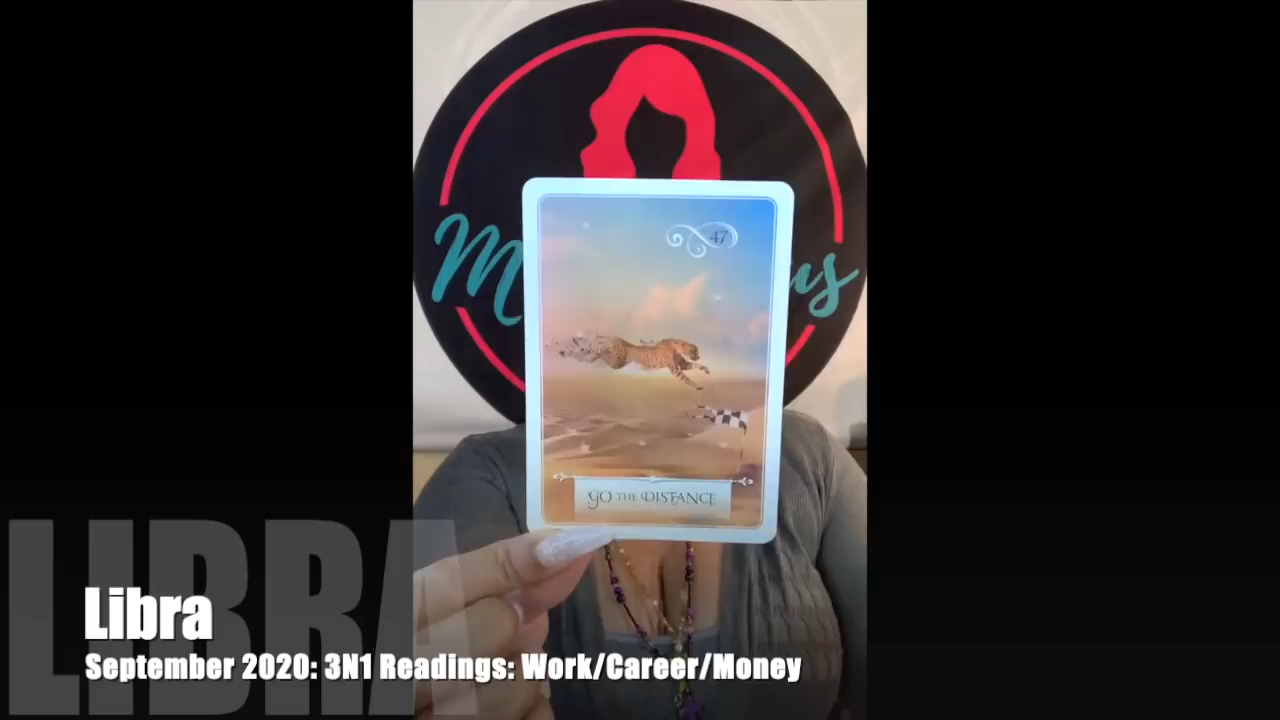 47
GO THE DISTANCE
LIBRA
Libra
September 2020: 3N1 Readings: Work/Career/Money